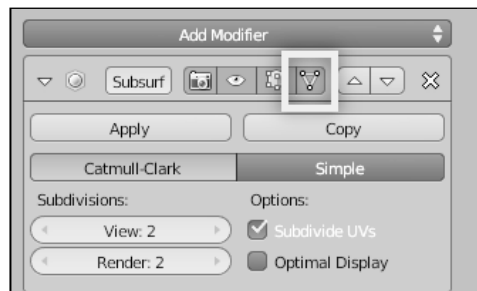 Add Modifier
Subsurf
Apply Copy
Catmull-Clark Simple
Subdivisions: Options:
View: 2 Subdivide UVs
Render: 2 Optimal Display